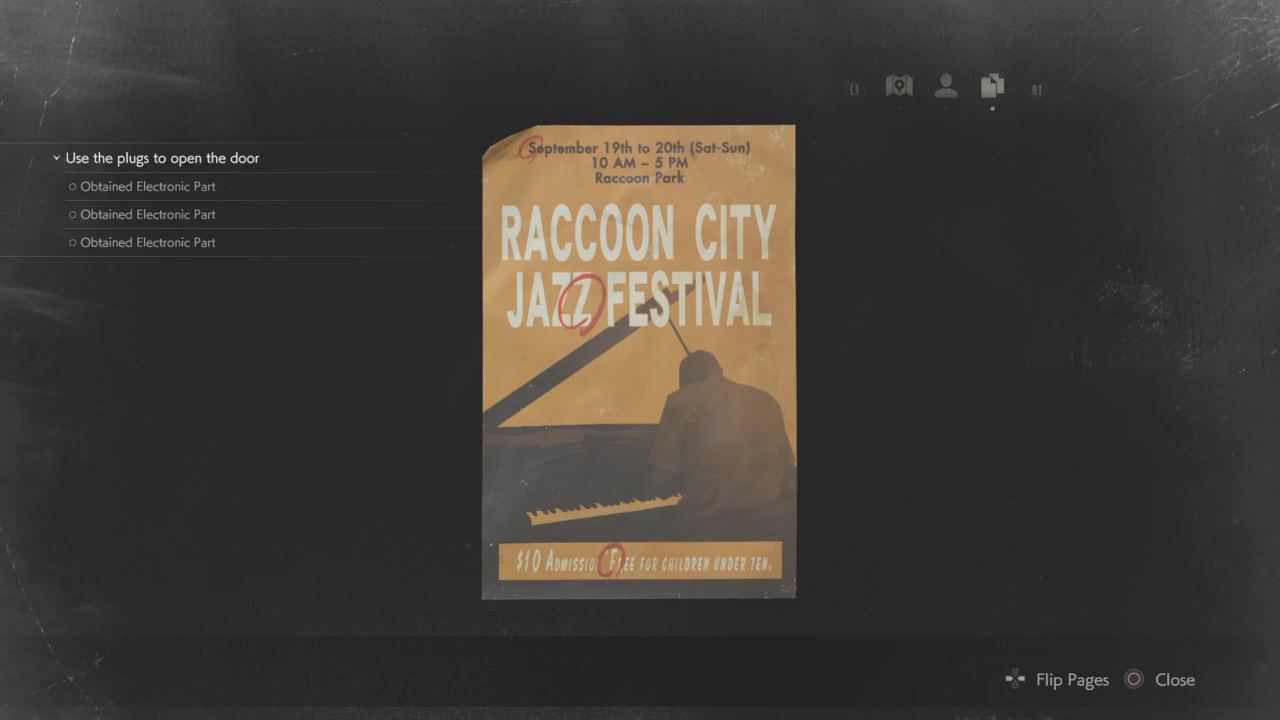 L1
R1
Use the plugs to open the door
Obtained Electronic Part
Obtained Electronic Part
Obtained Electronic Part
September 19th to 20th (Sat-Sun)
10 AM ~ 5 PM
Raccoon Park
RACCOON CITY
JAZZ FESTIVAL
$10 ADMISSION FREE FOR CHILDREN UNDER TEN.
Flip Pages
Close